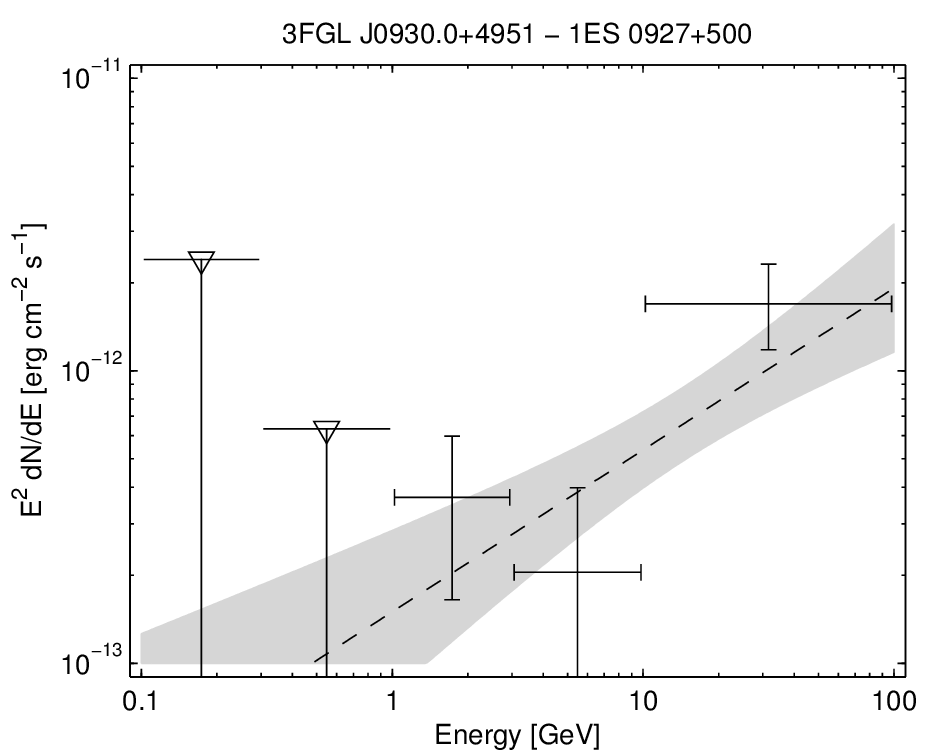 3FGL J0930.0+4951 − 1ES 0927+500
10⁻¹¹
10⁻¹²
10⁻¹³
E² dN/dE [erg cm⁻² s⁻¹]
0.1 1 10 100
Energy [GeV]